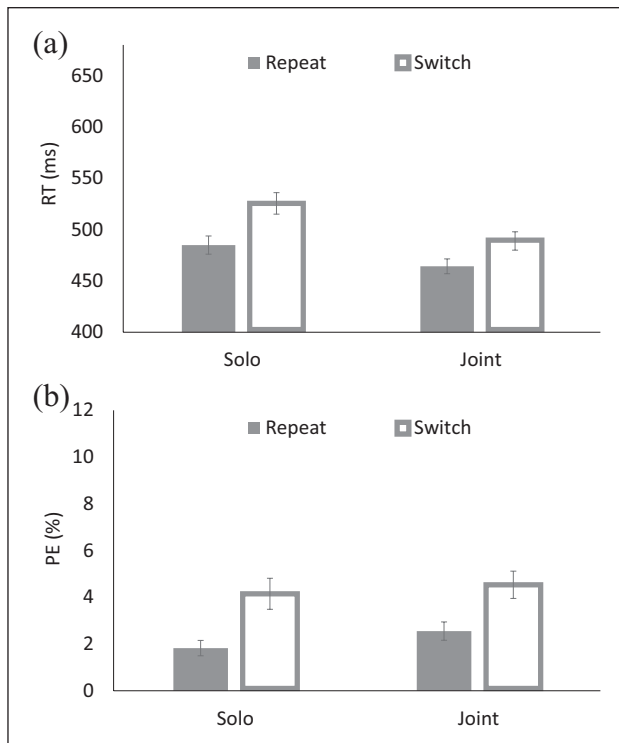 (a)
Repeat Switch
650
600
550
500
450
400
RT (ms)
Solo Joint
(b)
Repeat Switch
12
10
8
6
4
2
0
PE (%)
Solo Joint